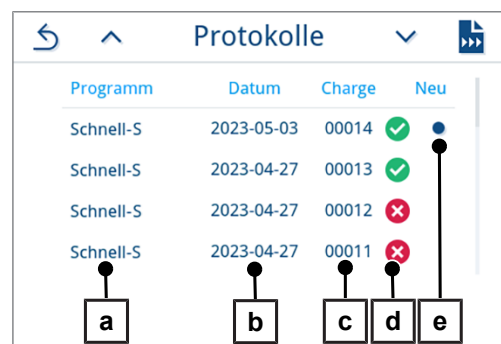 Protokolle
Programm Datum Charge Neu
Schnell-S 2023-05-03 00014
Schnell-S 2023-04-27 00013
Schnell-S 2023-04-27 00012
Schnell-S 2023-04-27 00011
a b c d e